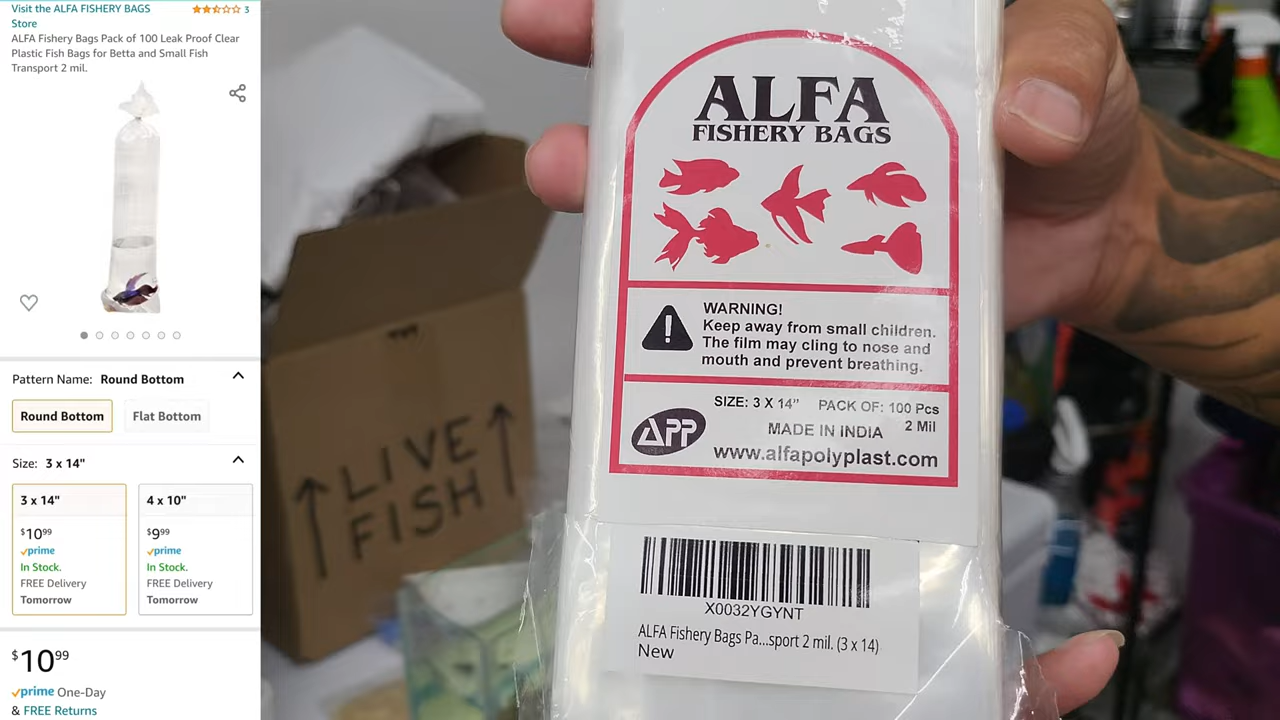 Visit the ALFA FISHERY BAGS
Store
3
ALFA Fishery Bags Pack of 100 Leak Proof Clear
Plastic Fish Bags for Betta and Small Fish
Transport 2 mil.
Pattern Name: Round Bottom
Round Bottom
Flat Bottom
Size: 3 x 14"
3 x 14"
$10.99
prime
In Stock.
FREE Delivery
Tomorrow
4 x 10"
$9.99
prime
In Stock.
FREE Delivery
Tomorrow
$10.99
prime One-Day
& FREE Returns
LIVE
FISH
ALFA
FISHERY BAGS
WARNING!
Keep away from small children.
The film may cling to nose and
mouth and prevent breathing.
APP
SIZE: 3 X 14" PACK OF: 100 Pcs
MADE IN INDIA 2 Mil
www.alfapolyplast.com
X0032YGYNT
ALFA Fishery Bags Pa...sport 2 mil. (3 x 14)
New